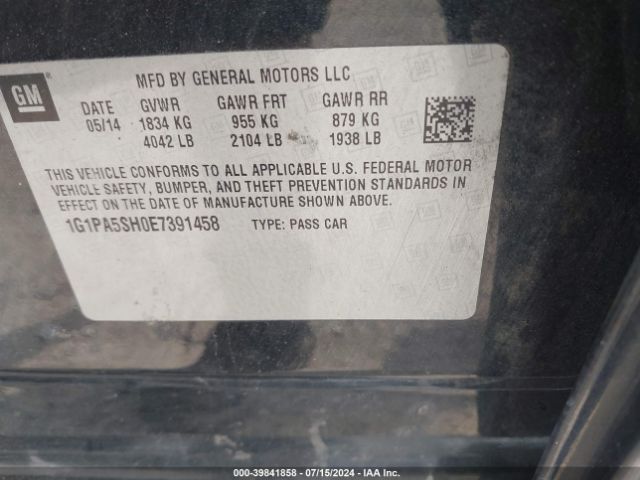 GM
MFD BY GENERAL MOTORS LLC
DATE GVWR GAWR FRT GAWR RR
05/14 1834 KG 955 KG 879 KG
4042 LB 2104 LB 1938 LB
THIS VEHICLE CONFORMS TO ALL APPLICABLE U.S. FEDERAL MOTOR
VEHICLE SAFETY, BUMPER, AND THEFT PREVENTION STANDARDS IN
EFFECT ON THE DATE OF MANUFACTURE SHOWN ABOVE.
1G1PA5SH0E7391458 TYPE: PASS CAR
000-39841858 - 07/15/2024 - IAA Inc.